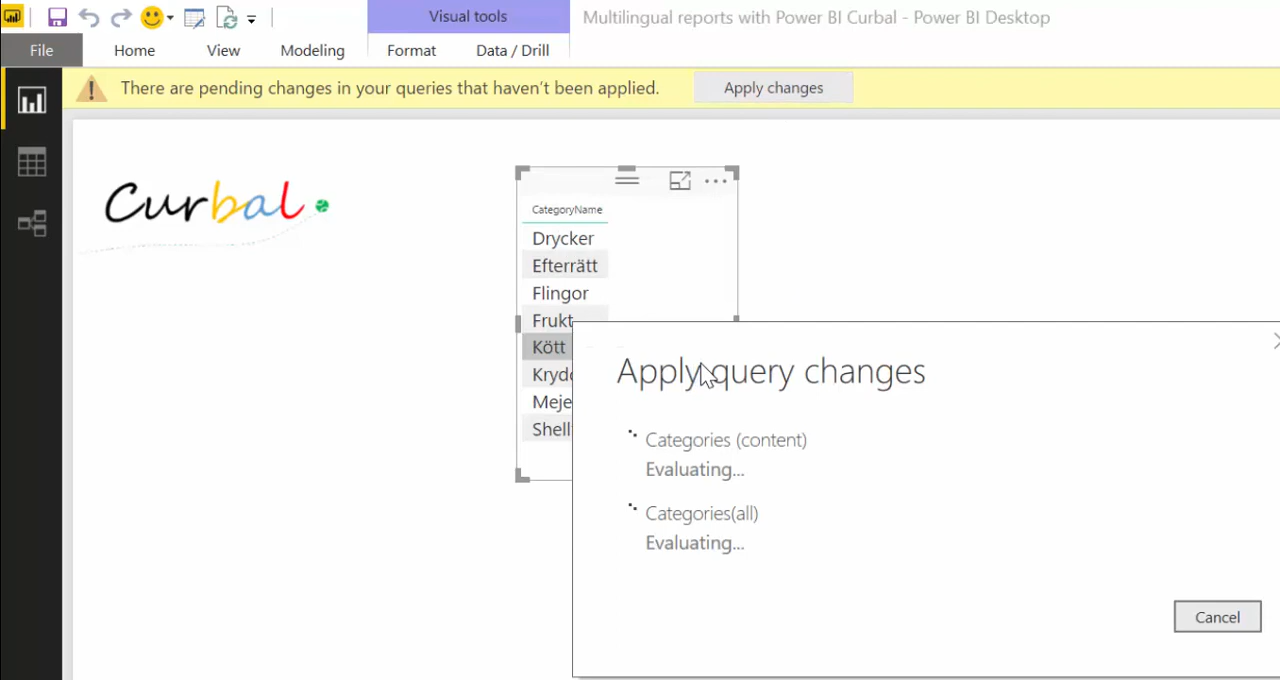 Visual tools
Multilingual reports with Power BI Curbal - Power BI Desktop
File Home View Modeling Format Data / Drill
There are pending changes in your queries that haven't been applied. Apply changes
Curbal
CategoryName
Drycker
Efterrätt
Flingor
Frukt
Kött
Apply query changes
Categories (content)
Evaluating...
Categories(all)
Evaluating...
Cancel